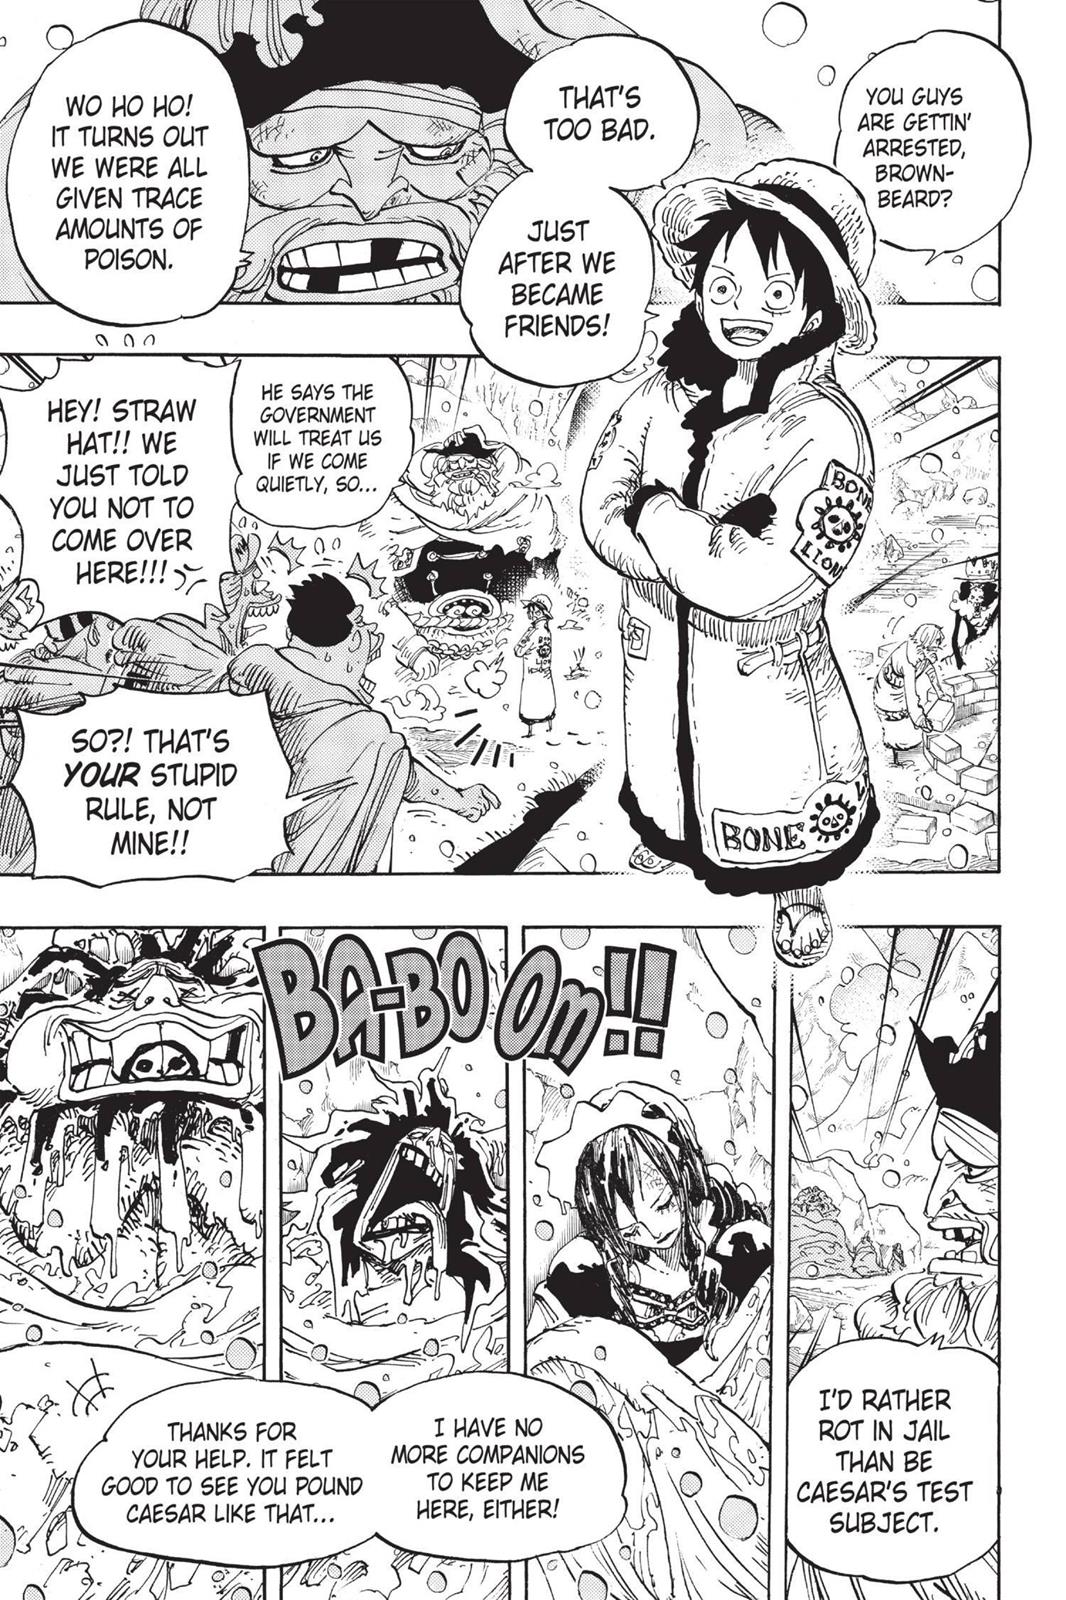 YOU GUYS
ARE GETTIN'
ARRESTED,
BROWN-
BEARD?
THAT'S
TOO BAD.
JUST
AFTER WE
BECAME
FRIENDS!
WO HO HO!
IT TURNS OUT
WE WERE ALL
GIVEN TRACE
AMOUNTS OF
POISON.
HE SAYS THE
GOVERNMENT
WILL TREAT US
IF WE COME
QUIETLY, SO...
HEY! STRAW
HAT!! WE
JUST TOLD
YOU NOT TO
COME OVER
HERE!!!
SO?! THAT'S
YOUR STUPID
RULE, NOT
MINE!!
BONE
BA-BOOM!!
I'D RATHER
ROT IN JAIL
THAN BE
CAESAR'S TEST
SUBJECT.
I HAVE NO
MORE COMPANIONS
TO KEEP ME
HERE, EITHER!
THANKS FOR
YOUR HELP. IT FELT
GOOD TO SEE YOU POUND
CAESAR LIKE THAT...